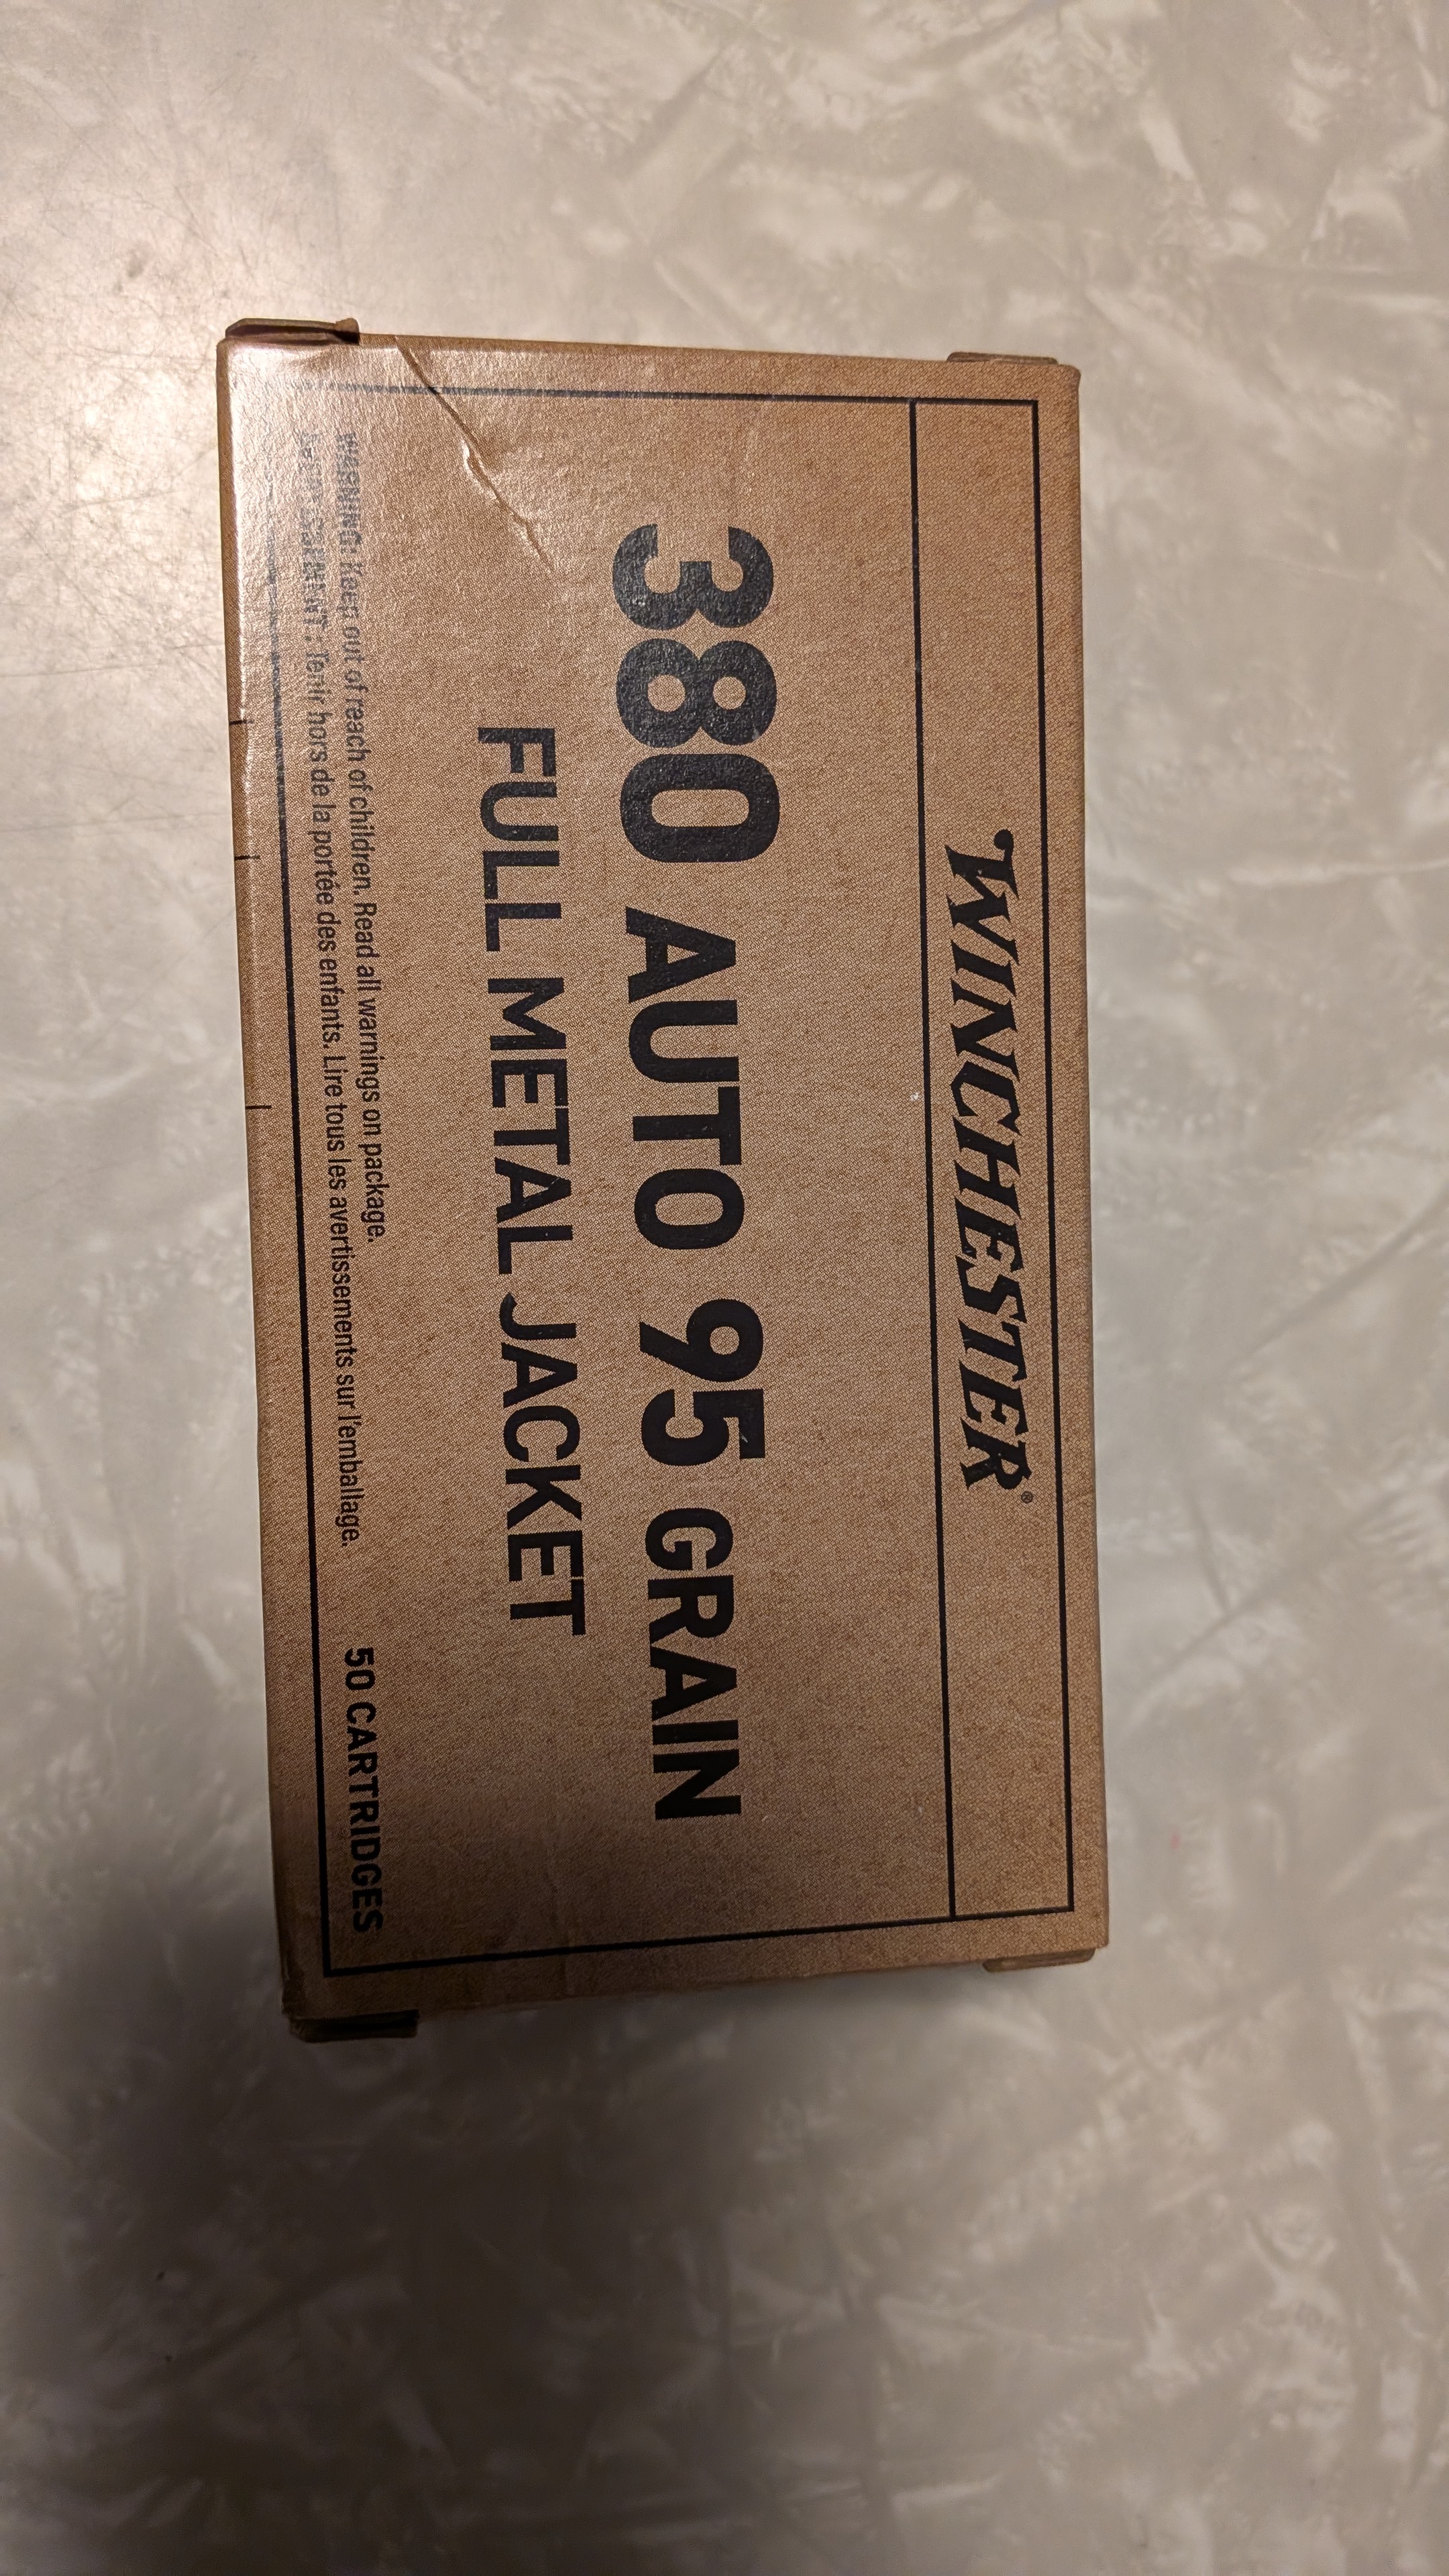 WINCHESTER®
380 AUTO 95 GRAIN
FULL METAL JACKET
WARNING: Keep out of reach of children. Read all warnings on package.
AVERTISSEMENT : Tenir hors de la portée des enfants. Lire tous les avertissements sur l'emballage.
50 CARTRIDGES